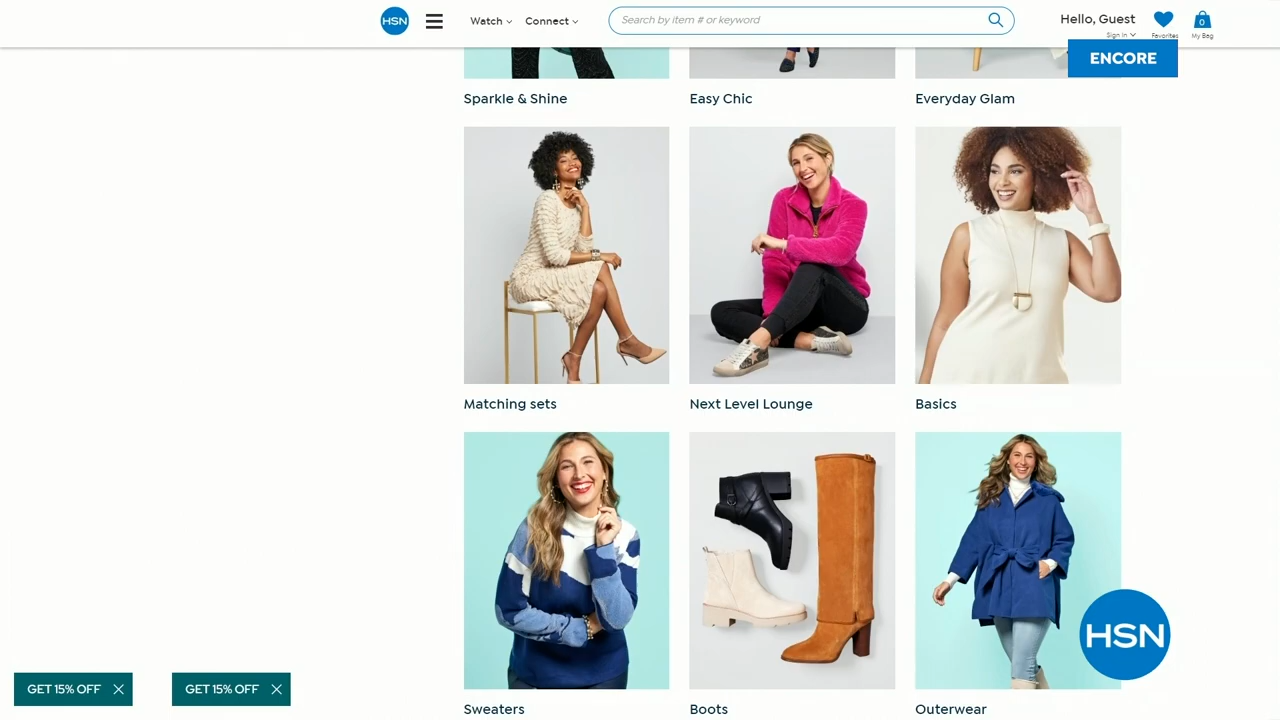 HSN
Watch
Connect
Search by item # or keyword
Hello, Guest
Sign In
Favorites
0
My Bag
ENCORE
Sparkle & Shine
Easy Chic
Everyday Glam
Matching sets
Next Level Lounge
Basics
HSN
GET 15% OFF
GET 15% OFF
Sweaters
Boots
Outerwear